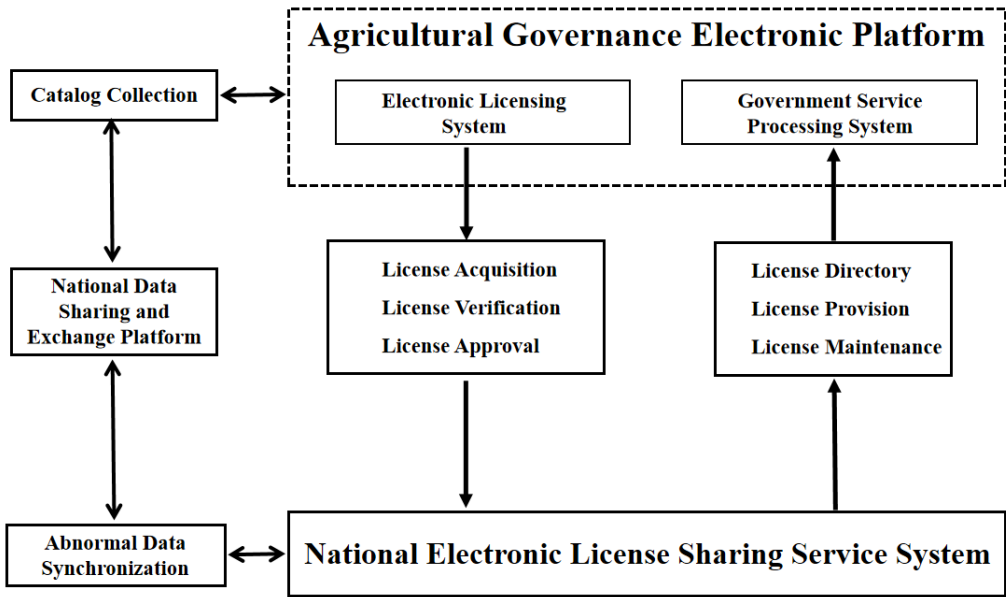 Agricultural Governance Electronic Platform
Catalog Collection
Electronic Licensing
System
Government Service
Processing System
License Acquisition
License Verification
License Approval
License Directory
License Provision
License Maintenance
National Data
Sharing and
Exchange Platform
Abnormal Data
Synchronization
National Electronic License Sharing Service System